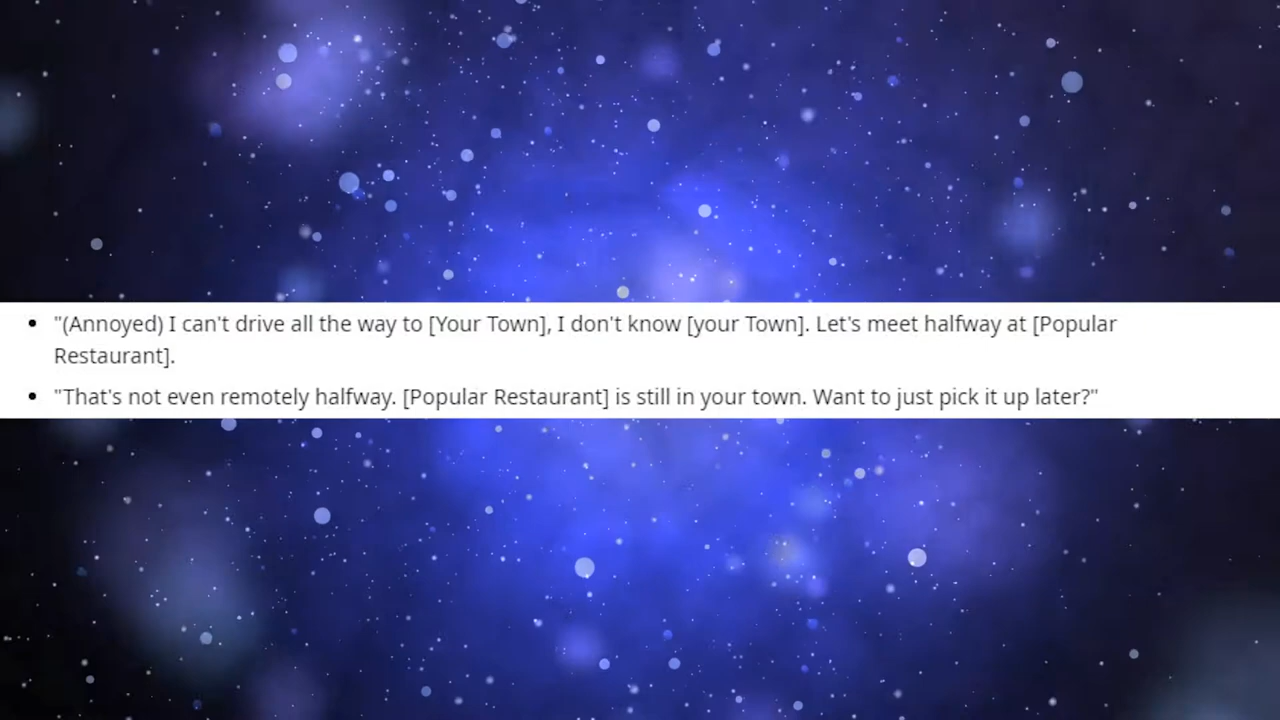 • "(Annoyed) I can't drive all the way to [Your Town], I don't know [your Town]. Let's meet halfway at [Popular
Restaurant].
• "That's not even remotely halfway. [Popular Restaurant] is still in your town. Want to just pick it up later?"